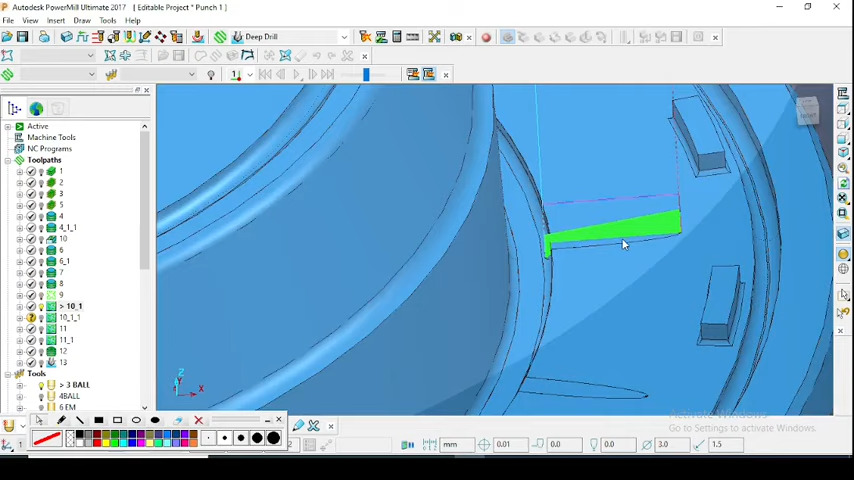 Autodesk PowerMill Ultimate 2017 [ Editable Project * Punch 1 ]
File View Insert Draw Tools Help
Deep Drill
Active
Machine Tools
NC Programs
Toolpaths
1
2
3
5
4
4_1_1
10
6
6_1
7
8
9
> 10_1
10_1_1
11
11_1
12
13
Tools
> 3 BALL
4BALL
6 EM
Z
Y
X
FRONT
Activate Windows
Go to Settings to activate Windows.
mm
0.01
0.0
0.0
3.0
1.5